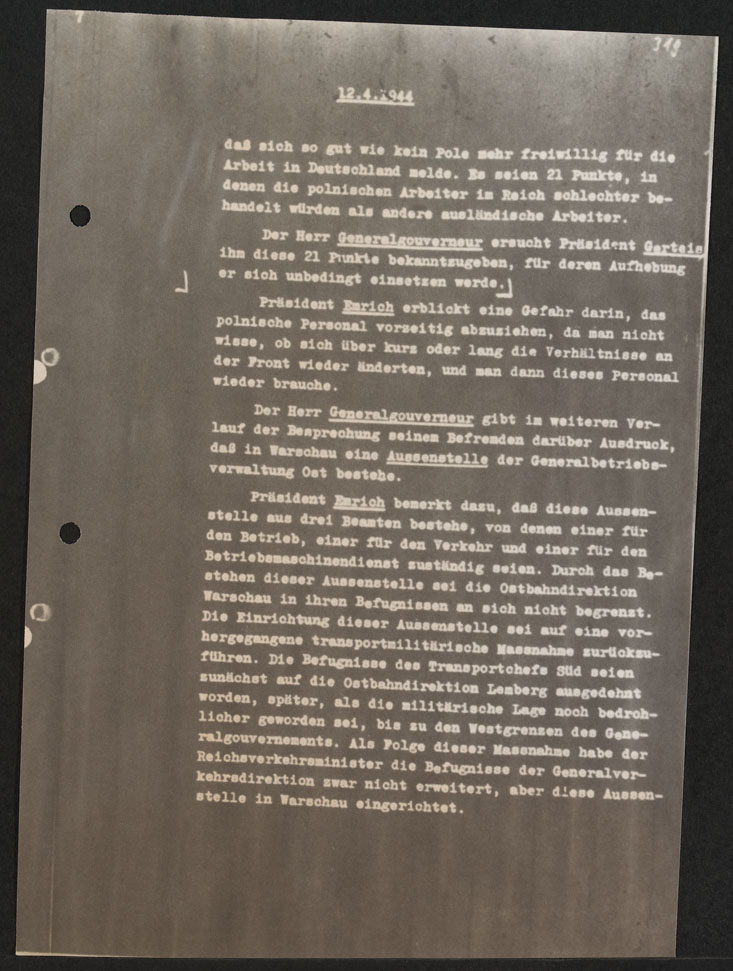 319
12.4.1944
daß sich so gut wie kein Pole mehr freiwillig für die
Arbeit in Deutschland melde. Es seien 21 Punkte, in
denen die polnischen Arbeiter im Reich schlechter be-
handelt würden als andere ausländische Arbeiter.
Der Herr Generalgouverneur ersucht Präsident Gerteis
ihm diese 21 Punkte bekanntzugeben, für deren Aufhebung
er sich unbedingt einsetzen werde.
Präsident Emrich erblickt eine Gefahr darin, das
polnische Personal vorseitig abzuziehen, da man nicht
wisse, ob sich über kurz oder lang die Verhältnisse an
der Front wieder änderten, und man dann dieses Personal
wieder brauche.
Der Herr Generalgouverneur gibt im weiteren Ver-
lauf der Besprechung seinem Befremden darüber Ausdruck,
daß in Warschau eine Aussenstelle der Generalbetriebs-
verwaltung Ost bestehe.
Präsident Emrich bemerkt dazu, daß diese Aussen-
stelle aus drei Beamten bestehe, von denen einer für
den Betrieb, einer für den Verkehr und einer für den
Betriebsmaschinendienst zuständig seien. Durch das Be-
stehen dieser Aussenstelle sei die Ostbahndirektion
Warschau in ihren Befugnissen an sich nicht begrenzt.
Die Einrichtung dieser Aussenstelle sei auf eine vor-
hergegangene transportmilitärische Massnahme zurückzu-
führen. Die Befugnisse des Transportchefs Süd seien
zunächst auf die Ostbahndirektion Lemberg ausgedehnt
worden, später, als die militärische Lage noch bedroh-
licher geworden sei, bis zu den Westgrenzen des Gene-
ralgouvernements. Als Folge dieser Massnahme habe der
Reichsverkehrsminister die Befugnisse der Generalver-
kehrsdirektion zwar nicht erweitert, aber diese Aussen-
stelle in Warschau eingerichtet.